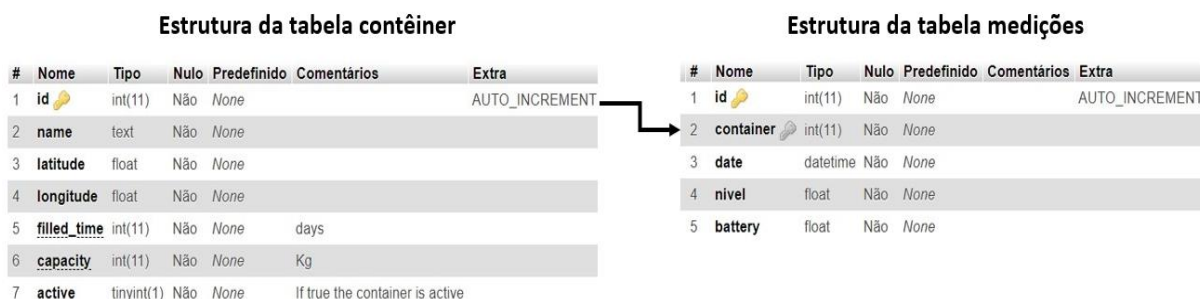 Estrutura da tabela contêiner
# Nome Tipo Nulo Predefinido Comentários Extra
1 id int(11) Não None AUTO_INCREMENT
2 name text Não None
3 latitude float Não None
4 longitude float Não None
5 filled_time int(11) Não None days
6 capacity int(11) Não None Kg
7 active tinyint(1) Não None If true the container is active
Estrutura da tabela medições
# Nome Tipo Nulo Predefinido Comentários Extra
1 id int(11) Não None AUTO_INCREMENT
2 container int(11) Não None
3 date datetime Não None
4 nivel float Não None
5 battery float Não None